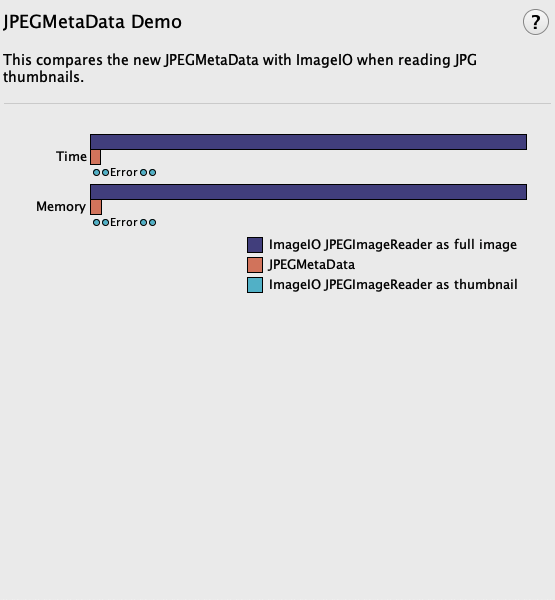 JPEGMetaData Demo
?
This compares the new JPEGMetaData with ImageIO when reading JPG
thumbnails.
Time
Error
Memory
Error
ImageIO JPEGImageReader as full image
JPEGMetaData
ImageIO JPEGImageReader as thumbnail